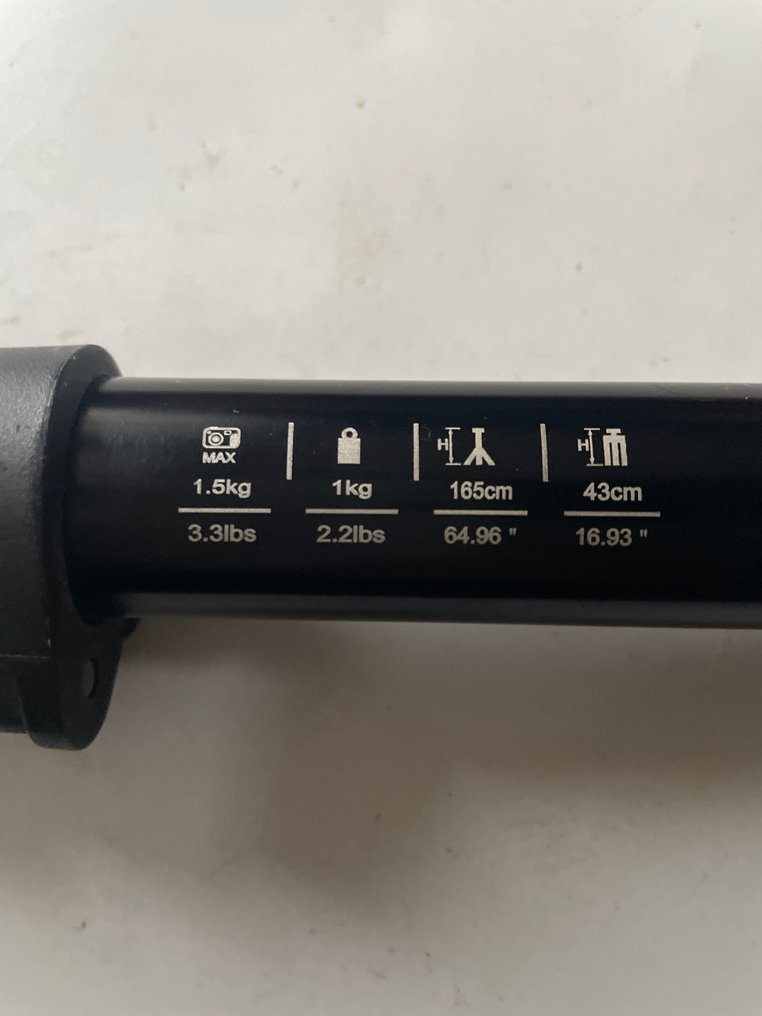 MAX
H H
1.5kg 1kg 165cm 43cm
3.3lbs 2.2lbs 64.96 " 16.93 "